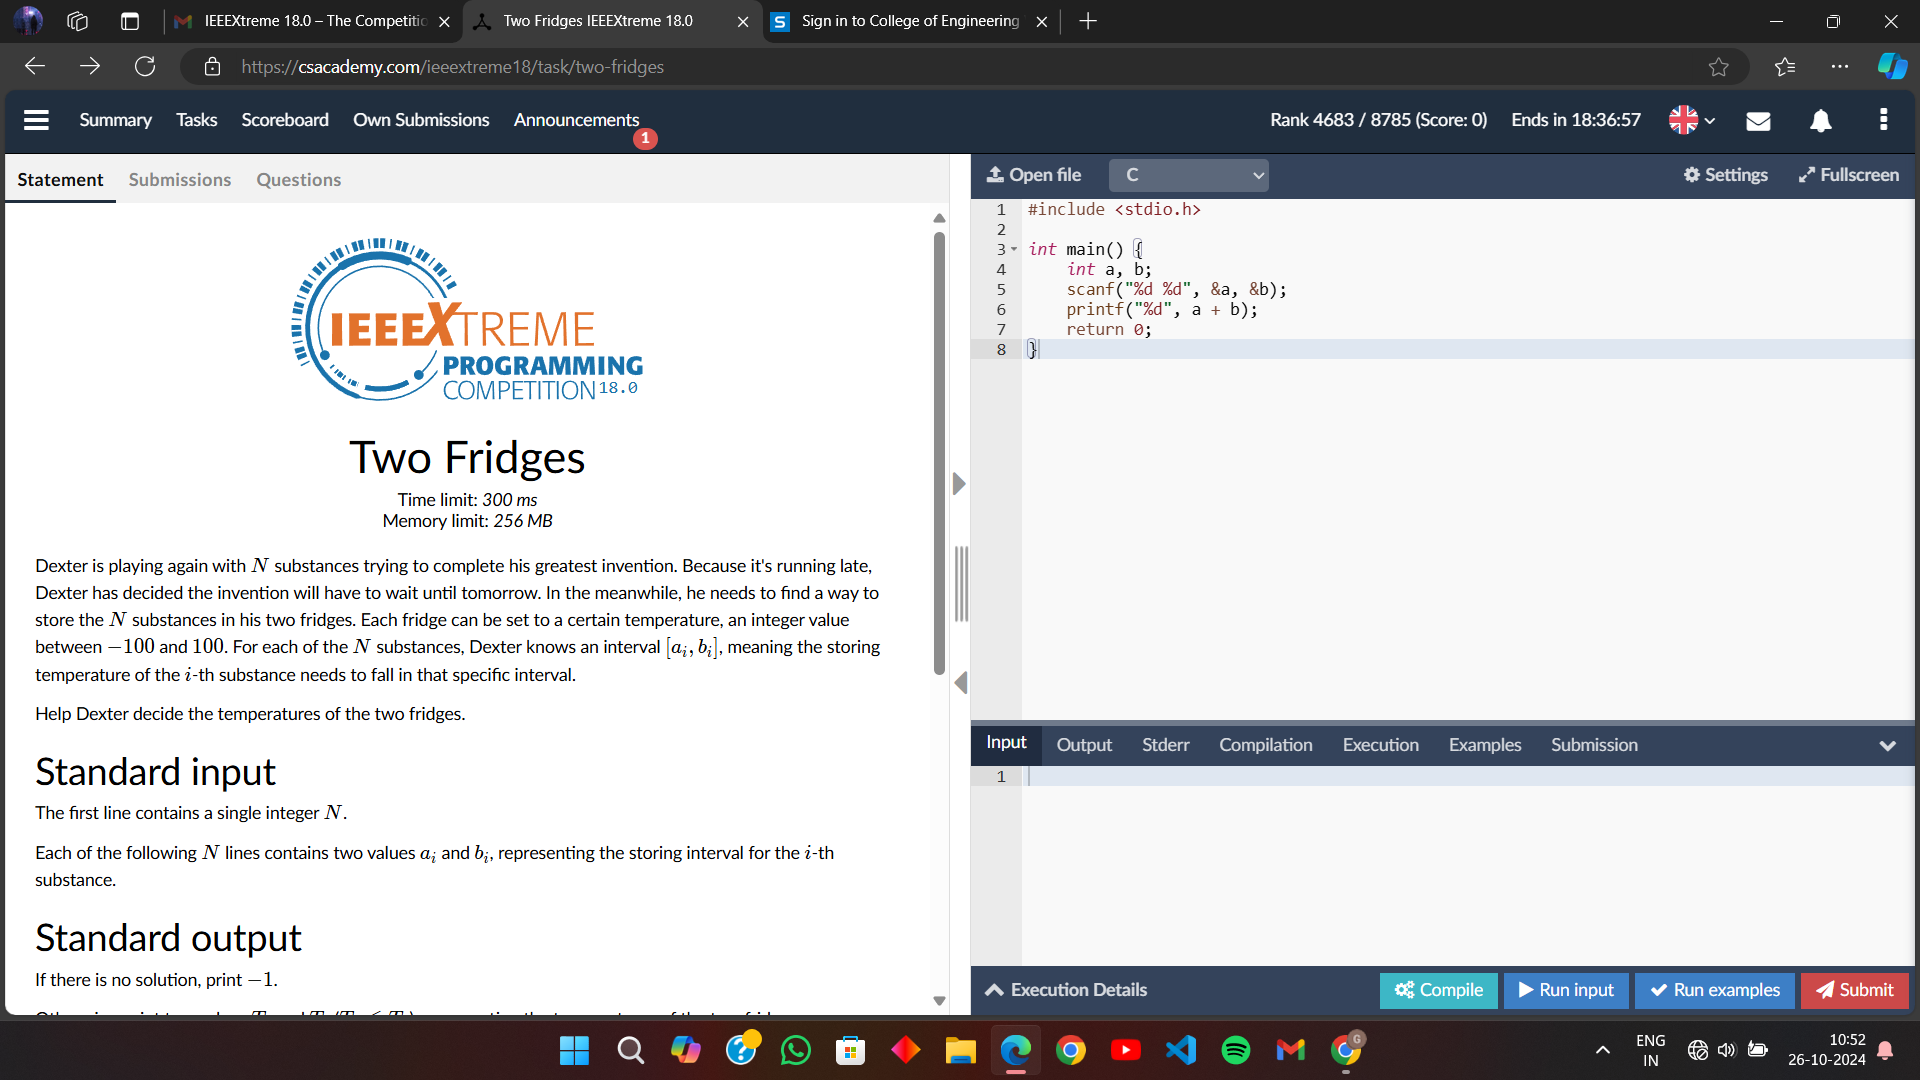 IEEEXtreme 18.0 – The Competitic
Two Fridges IEEEXtreme 18.0
Sign in to College of Engineering
https://csacademy.com/ieeextreme18/task/two-fridges
Summary Tasks Scoreboard Own Submissions Announcements 1
Rank 4683 / 8785 (Score: 0) Ends in 18:36:57
Statement Submissions Questions
IEEEXTREME
PROGRAMMING
COMPETITION 18.0
Two Fridges
Time limit: 300 ms
Memory limit: 256 MB
Dexter is playing again with N substances trying to complete his greatest invention. Because it's running late,
Dexter has decided the invention will have to wait until tomorrow. In the meanwhile, he needs to find a way to
store the N substances in his two fridges. Each fridge can be set to a certain temperature, an integer value
between −100 and 100. For each of the N substances, Dexter knows an interval [aᵢ, bᵢ], meaning the storing
temperature of the i-th substance needs to fall in that specific interval.
Help Dexter decide the temperatures of the two fridges.
Standard input
The first line contains a single integer N.
Each of the following N lines contains two values aᵢ and bᵢ, representing the storing interval for the i-th
substance.
Standard output
If there is no solution, print −1.
Open file C Settings Fullscreen
1 #include <stdio.h>
2
3 int main() {
4 int a, b;
5 scanf("%d %d", &a, &b);
6 printf("%d", a + b);
7 return 0;
8 }
Input Output Stderr Compilation Execution Examples Submission
1
Execution Details Compile Run input Run examples Submit
ENG
IN
10:52
26-10-2024